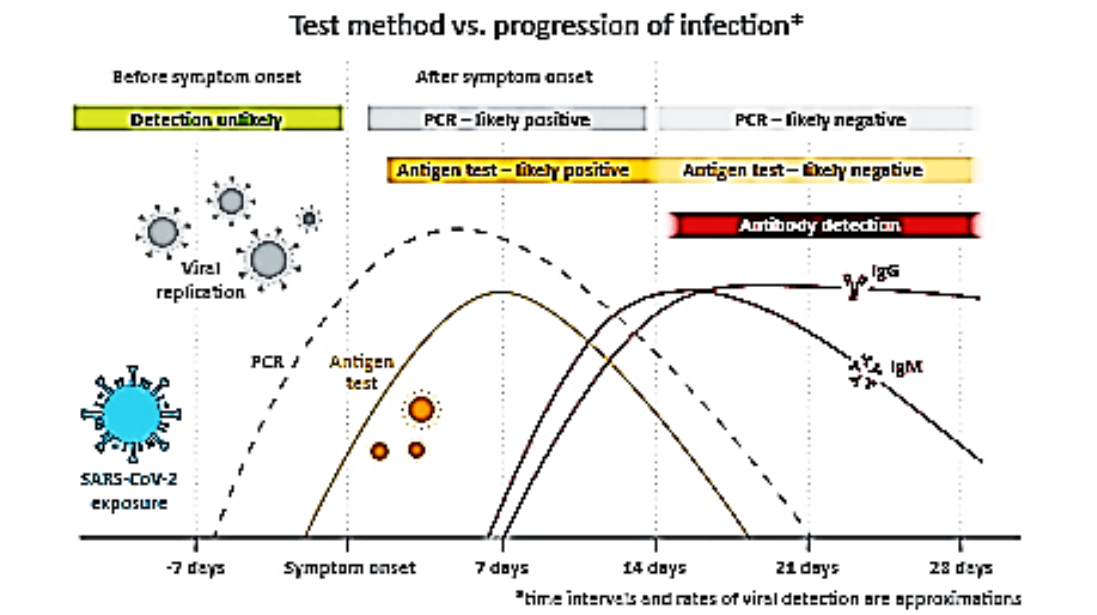 Test method vs. progression of infection*
Before symptom onset
After symptom onset
Detection unlikely
PCR – likely positive
PCR – likely negative
Antigen test – likely positive
Antigen test – likely negative
Antibody detection
Viral
replication
IgG
PCR
Antigen
test
IgM
SARS-CoV-2
exposure
-7 days
Symptom onset
7 days
14 days
21 days
28 days
*time intervals and rates of viral detection are approximations